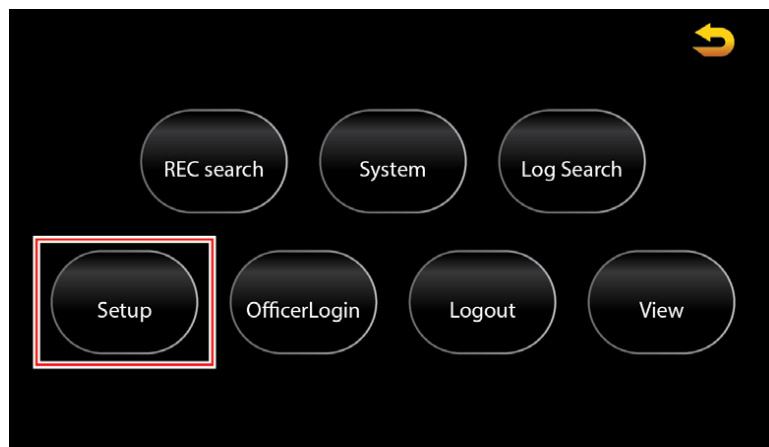 REC search
System
Log Search
Setup
OfficerLogin
Logout
View